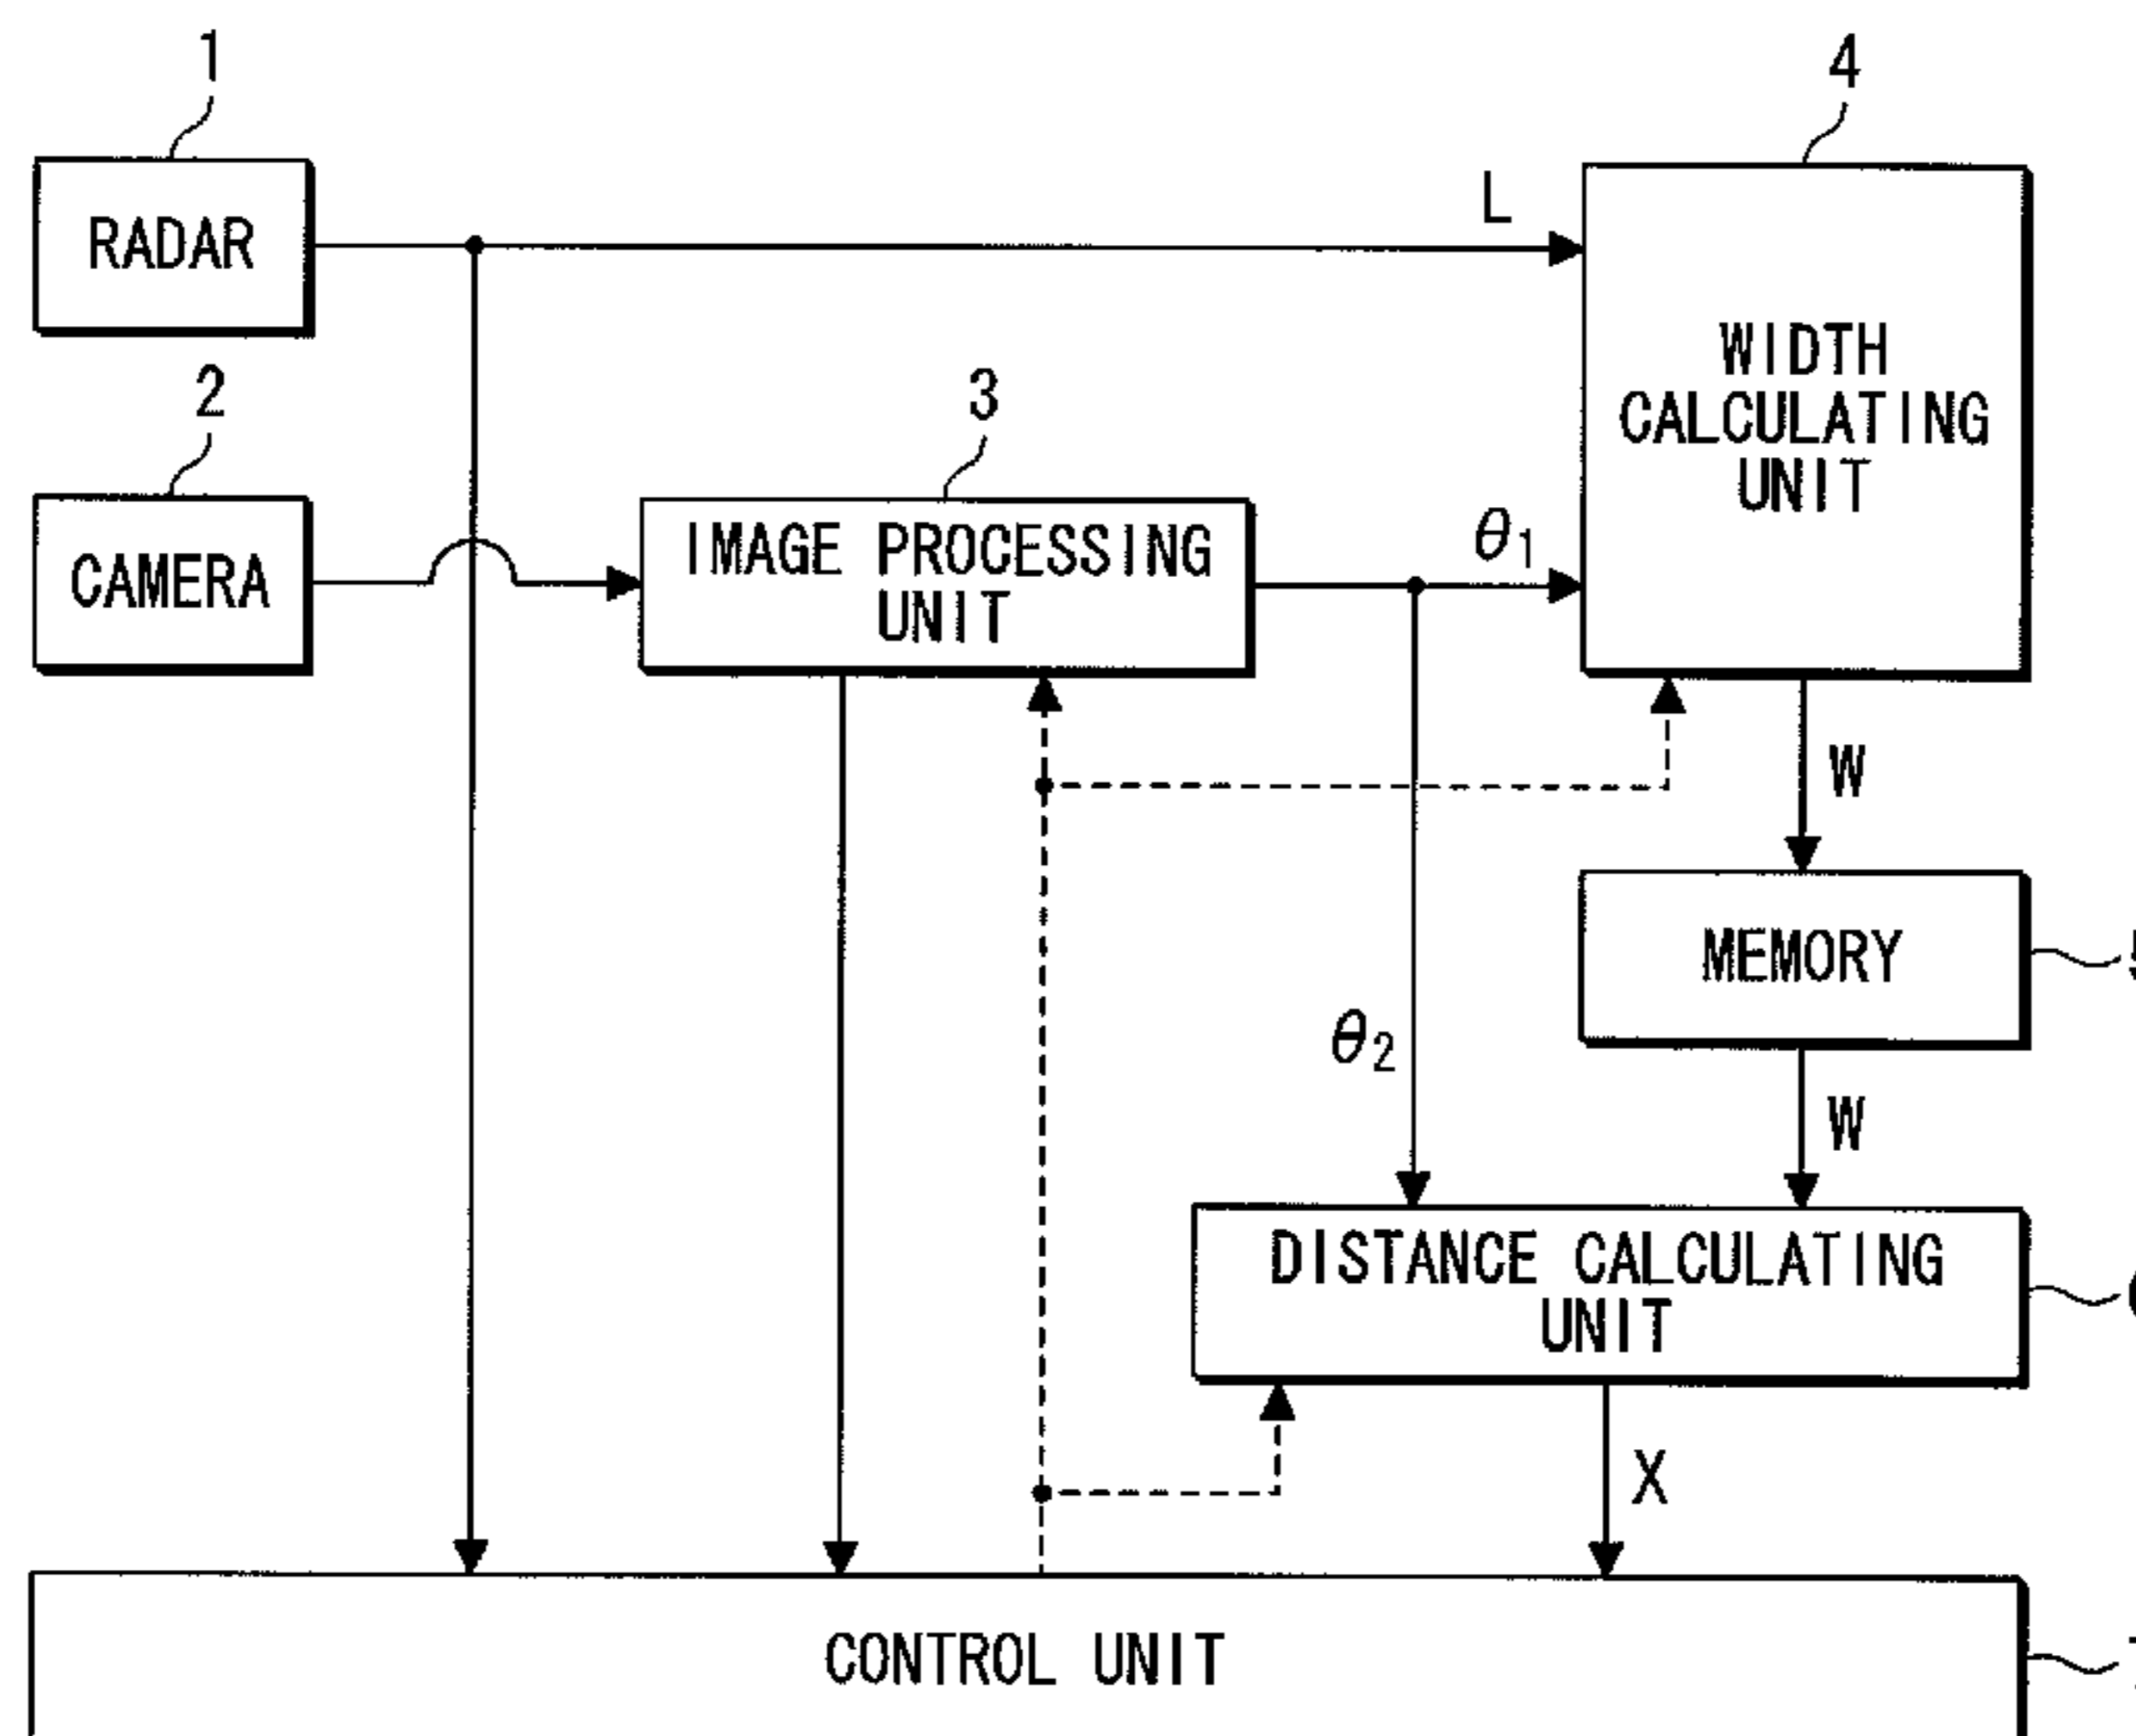 1
4
RADAR
L
WIDTH
CALCULATING
UNIT
2
3
CAMERA
IMAGE PROCESSING
UNIT
θ1
W
MEMORY
θ2
W
DISTANCE CALCULATING
UNIT
X
CONTROL UNIT